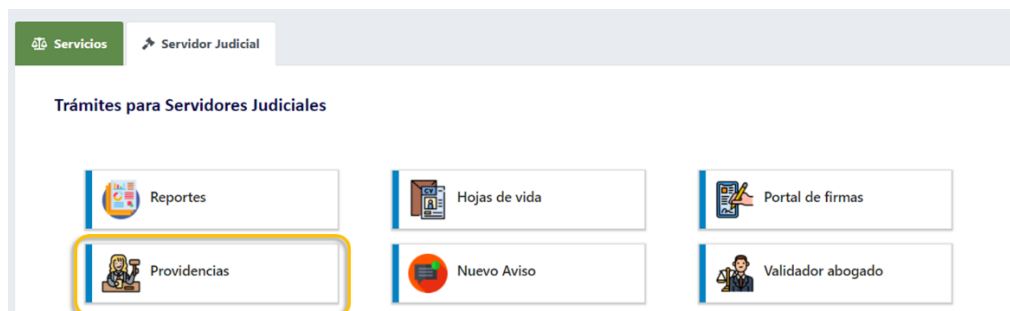 Servicios
Servidor Judicial
Trámites para Servidores Judiciales
Reportes
Hojas de vida
Portal de firmas
Providencias
Nuevo Aviso
Validador abogado